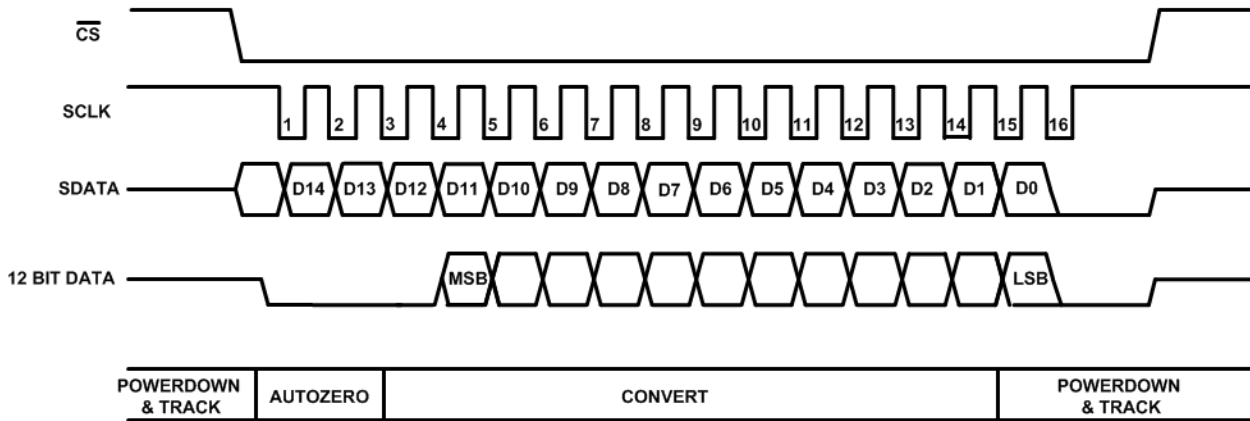 CS
SCLK
1 2 3 4 5 6 7 8 9 10 11 12 13 14 15 16
SDATA
D14 D13 D12 D11 D10 D9 D8 D7 D6 D5 D4 D3 D2 D1 D0
12 BIT DATA
MSB LSB
POWERDOWN
& TRACK
AUTOZERO
CONVERT
POWERDOWN
& TRACK